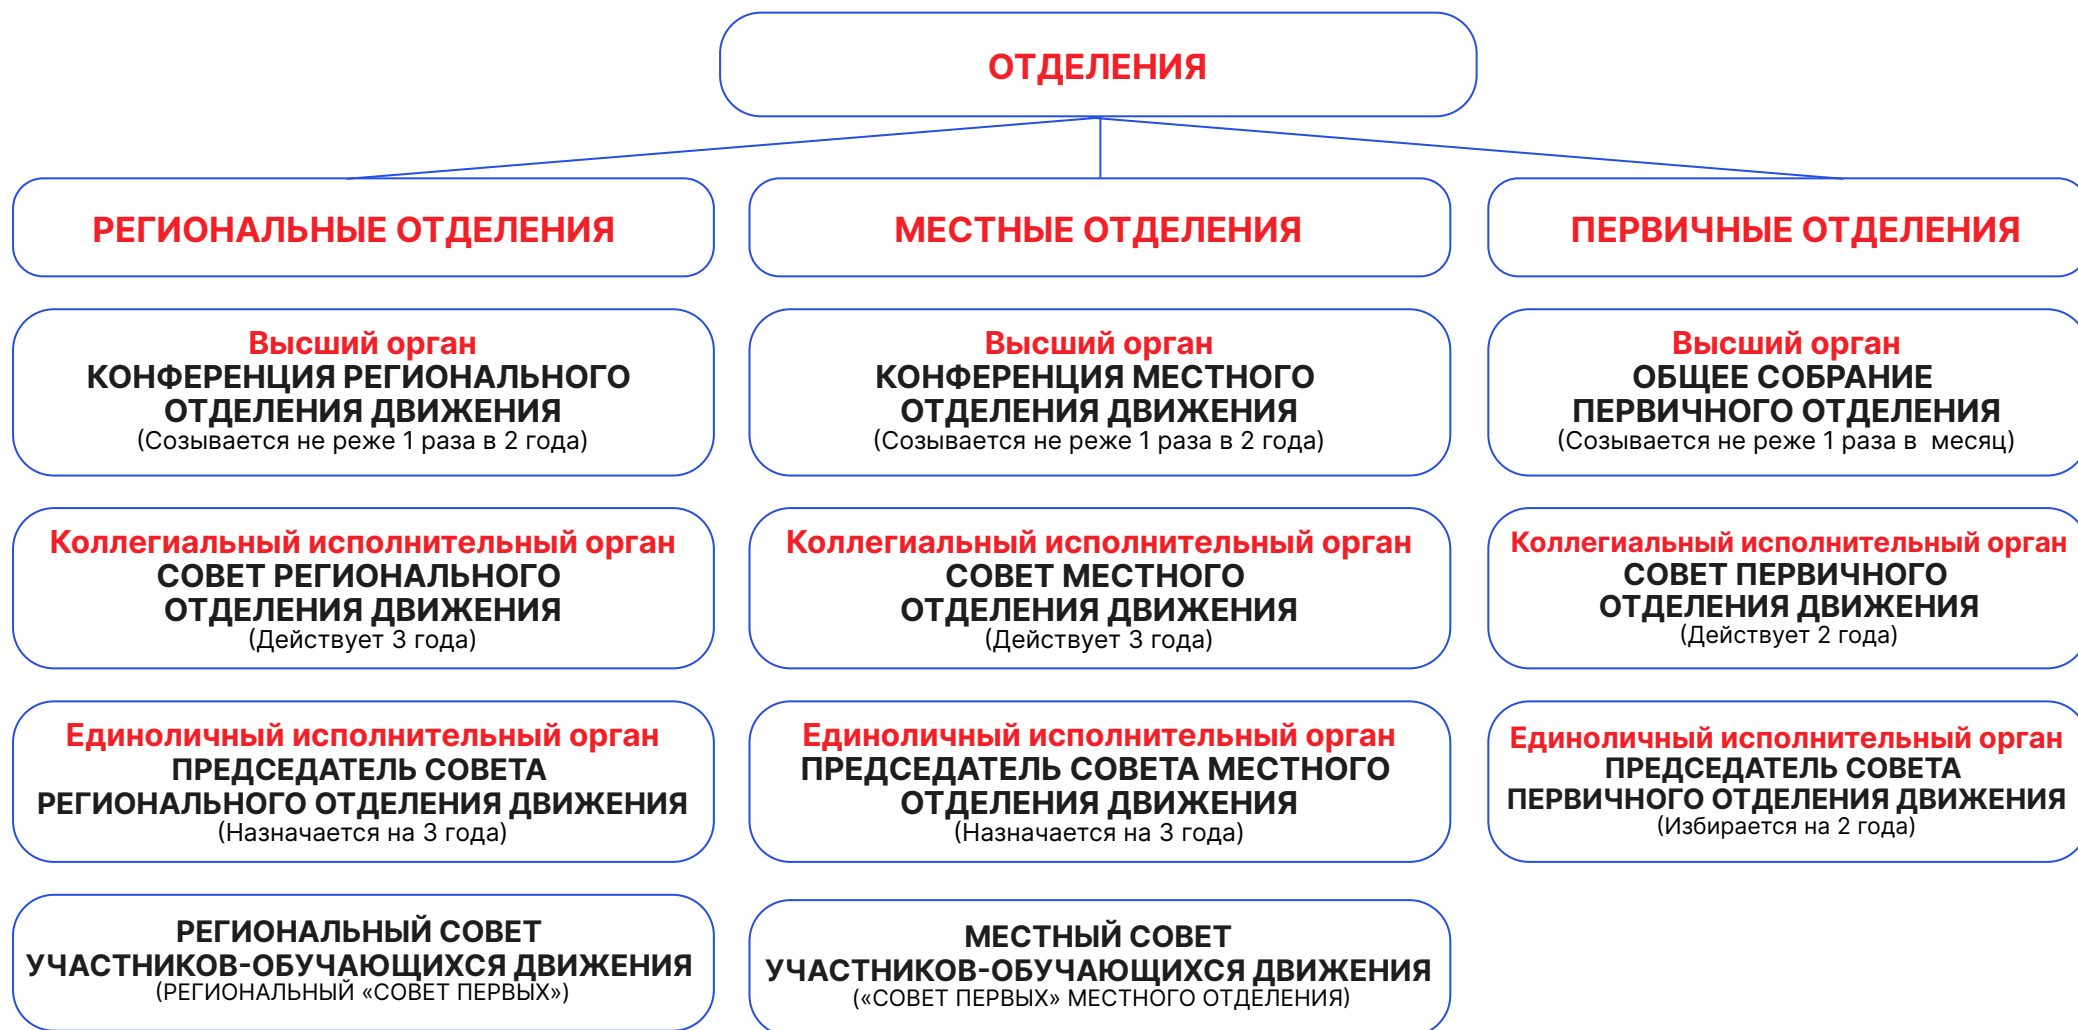 ОТДЕЛЕНИЯ
РЕГИОНАЛЬНЫЕ ОТДЕЛЕНИЯ
Высший орган
КОНФЕРЕНЦИЯ РЕГИОНАЛЬНОГО
ОТДЕЛЕНИЯ ДВИЖЕНИЯ
(Созывается не реже 1 раза в 2 года)
Коллегиальный исполнительный орган
СОВЕТ РЕГИОНАЛЬНОГО
ОТДЕЛЕНИЯ ДВИЖЕНИЯ
(Действует 3 года)
Единоличный исполнительный орган
ПРЕДСЕДАТЕЛЬ СОВЕТА
РЕГИОНАЛЬНОГО ОТДЕЛЕНИЯ ДВИЖЕНИЯ
(Назначается на 3 года)
РЕГИОНАЛЬНЫЙ СОВЕТ
УЧАСТНИКОВ-ОБУЧАЮЩИХСЯ ДВИЖЕНИЯ
(РЕГИОНАЛЬНЫЙ «СОВЕТ ПЕРВЫХ»)
МЕСТНЫЕ ОТДЕЛЕНИЯ
Высший орган
КОНФЕРЕНЦИЯ МЕСТНОГО
ОТДЕЛЕНИЯ ДВИЖЕНИЯ
(Созывается не реже 1 раза в 2 года)
Коллегиальный исполнительный орган
СОВЕТ МЕСТНОГО
ОТДЕЛЕНИЯ ДВИЖЕНИЯ
(Действует 3 года)
Единоличный исполнительный орган
ПРЕДСЕДАТЕЛЬ СОВЕТА МЕСТНОГО
ОТДЕЛЕНИЯ ДВИЖЕНИЯ
(Назначается на 3 года)
МЕСТНЫЙ СОВЕТ
УЧАСТНИКОВ-ОБУЧАЮЩИХСЯ ДВИЖЕНИЯ
(«СОВЕТ ПЕРВЫХ» МЕСТНОГО ОТДЕЛЕНИЯ)
ПЕРВИЧНЫЕ ОТДЕЛЕНИЯ
Высший орган
ОБЩЕЕ СОБРАНИЕ
ПЕРВИЧНОГО ОТДЕЛЕНИЯ
(Созывается не реже 1 раза в месяц)
Коллегиальный исполнительный орган
СОВЕТ ПЕРВИЧНОГО
ОТДЕЛЕНИЯ ДВИЖЕНИЯ
(Действует 2 года)
Единоличный исполнительный орган
ПРЕДСЕДАТЕЛЬ СОВЕТА
ПЕРВИЧНОГО ОТДЕЛЕНИЯ ДВИЖЕНИЯ
(Избирается на 2 года)